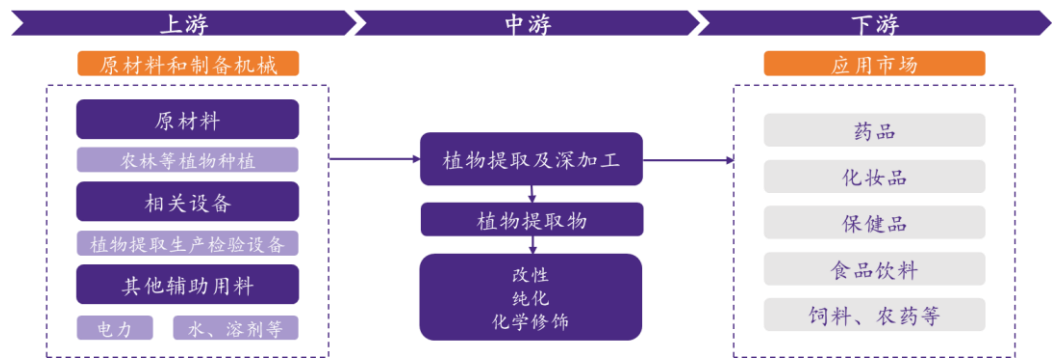 上游
中游
下游
原材料和制备机械
原材料
农林等植物种植
相关设备
植物提取生产检验设备
其他辅助用料
电力
水、溶剂等
植物提取及深加工
植物提取物
改性
纯化
化学修饰
应用市场
药品
化妆品
保健品
食品饮料
饲料、农药等